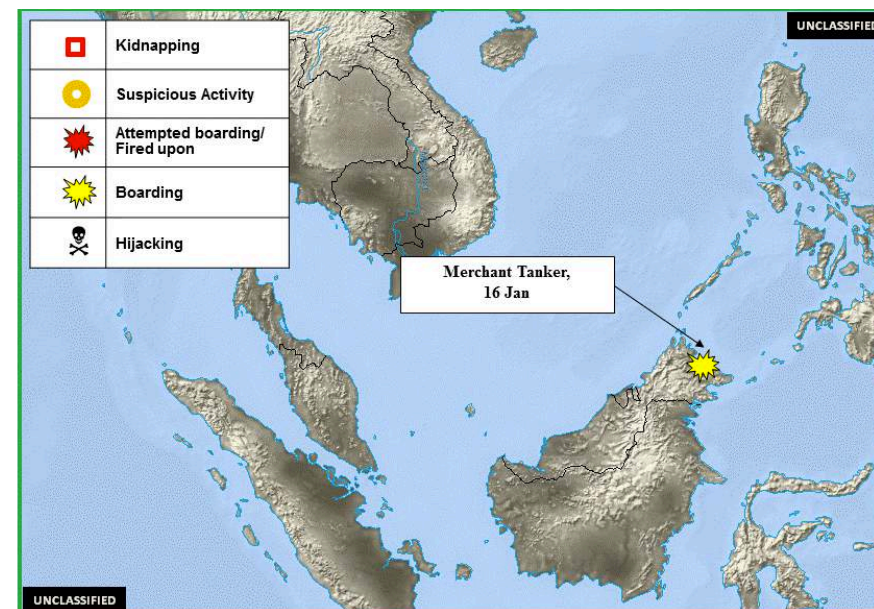 UNCLASSIFIED
Kidnapping
Suspicious Activity
Attempted boarding/
Fired upon
Boarding
Hijacking
Merchant Tanker,
16 Jan
UNCLASSIFIED